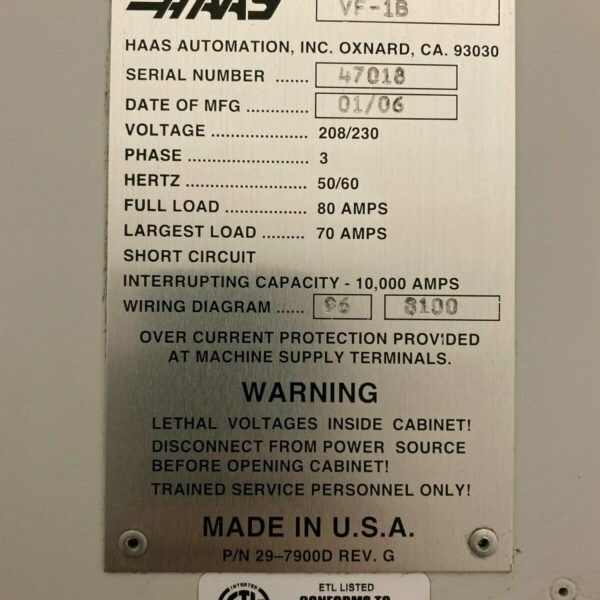 HAAS VF-1B
HAAS AUTOMATION, INC. OXNARD, CA. 93030
SERIAL NUMBER ...... 47018
DATE OF MFG ........... 01/06
VOLTAGE ................. 208/230
PHASE ..................... 3
HERTZ ..................... 50/60
FULL LOAD .............. 80 AMPS
LARGEST LOAD ........ 70 AMPS
SHORT CIRCUIT
INTERRUPTING CAPACITY - 10,000 AMPS
WIRING DIAGRAM ...... 96 8100
OVER CURRENT PROTECTION PROVIDED
AT MACHINE SUPPLY TERMINALS.
WARNING
LETHAL VOLTAGES INSIDE CABINET!
DISCONNECT FROM POWER SOURCE
BEFORE OPENING CABINET!
TRAINED SERVICE PERSONNEL ONLY!
MADE IN U.S.A.
P/N 29-7900D REV. G
INTERTEK
ETL LISTED
CONFORMS TO